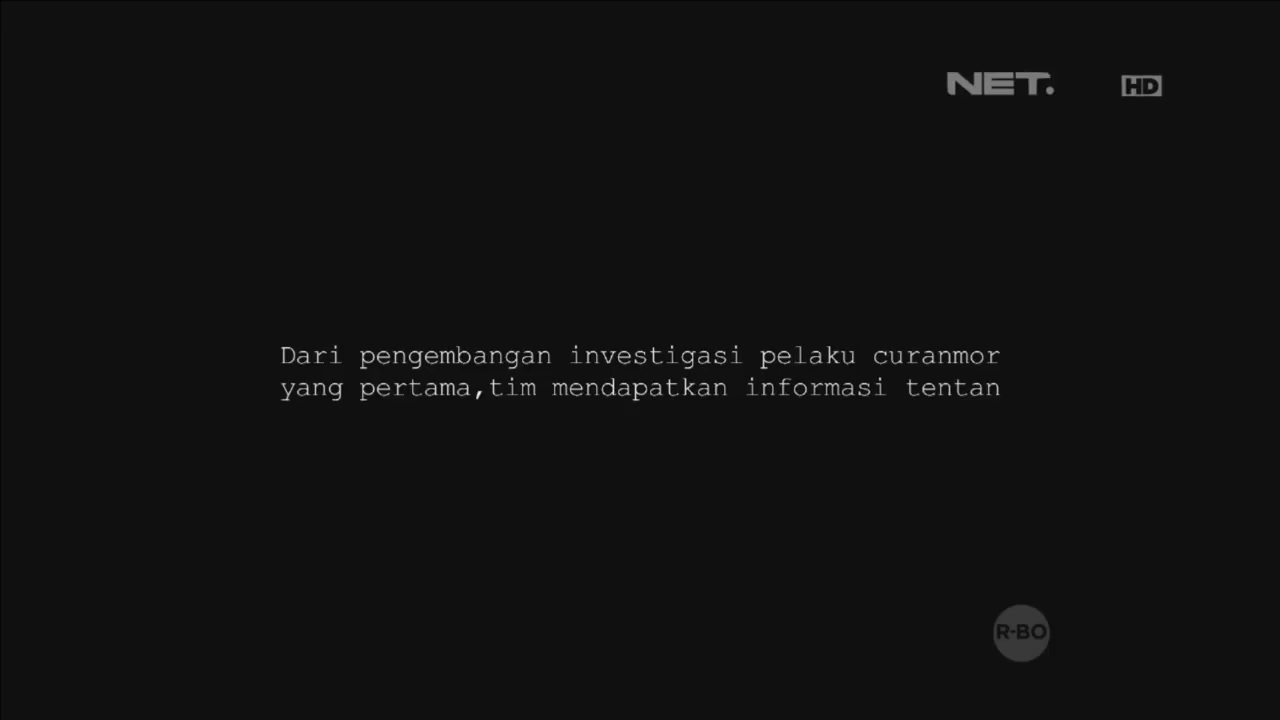 NET. HD
Dari pengembangan investigasi pelaku curanmor
yang pertama,tim mendapatkan informasi tentan
R-BO